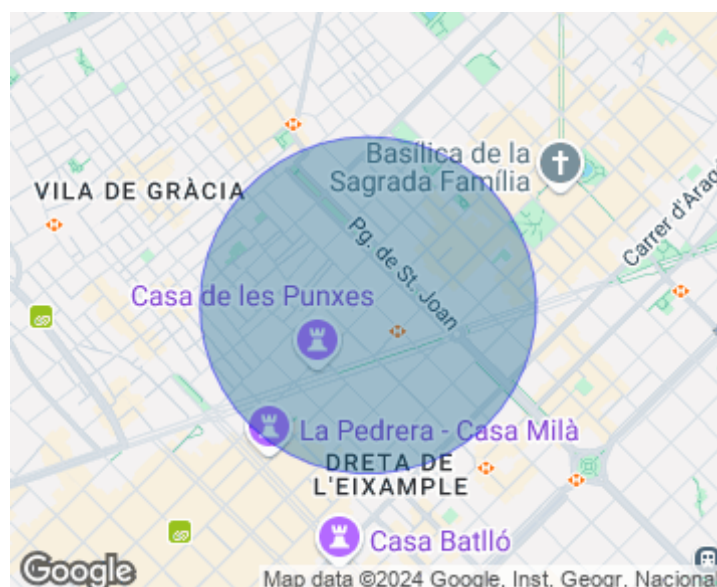 Basílica de la
Sagrada Família
VILA DE GRÀCIA
Carrer d'Arag
Pg. de St. Joan
Casa de les Punxes
La Pedrera - Casa Milà
DRETA DE
L'EIXAMPLE
Casa Batlló
Google
Map data ©2024 Google, Inst. Geogr. Naciona